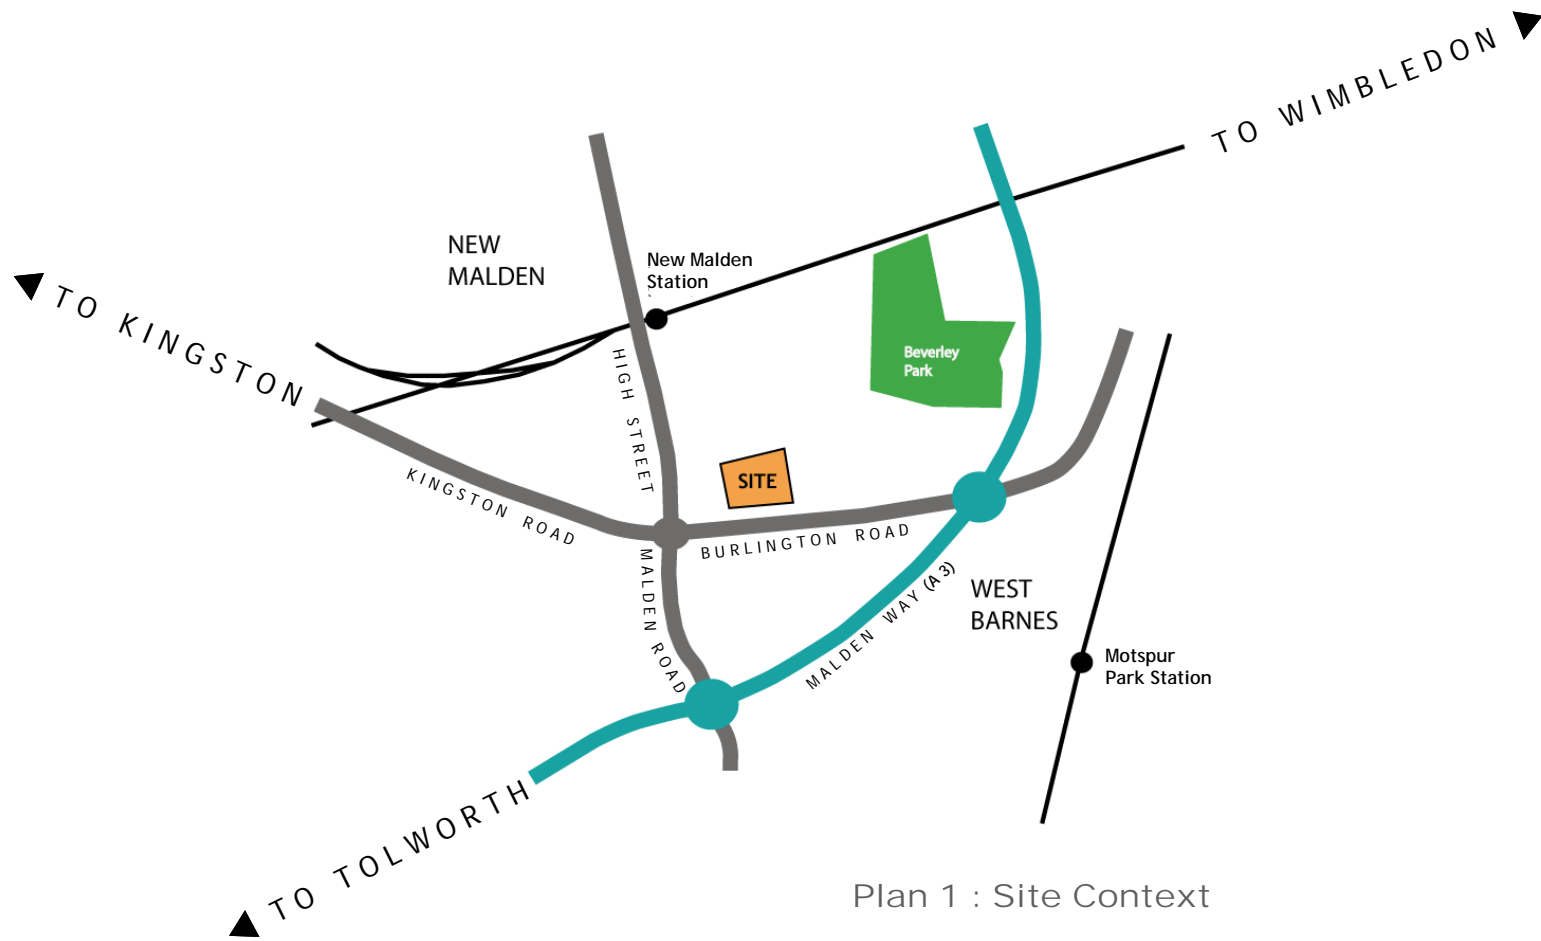 TO WIMBLEDON
NEW
MALDEN
New Malden
Station
TO KINGSTON
HIGH STREET
Beverley
Park
SITE
KINGSTON ROAD
BURLINGTON ROAD
MALDEN ROAD
MALDEN WAY (A3)
WEST
BARNES
Motspur
Park Station
TO TOLWORTH
Plan 1 : Site Context